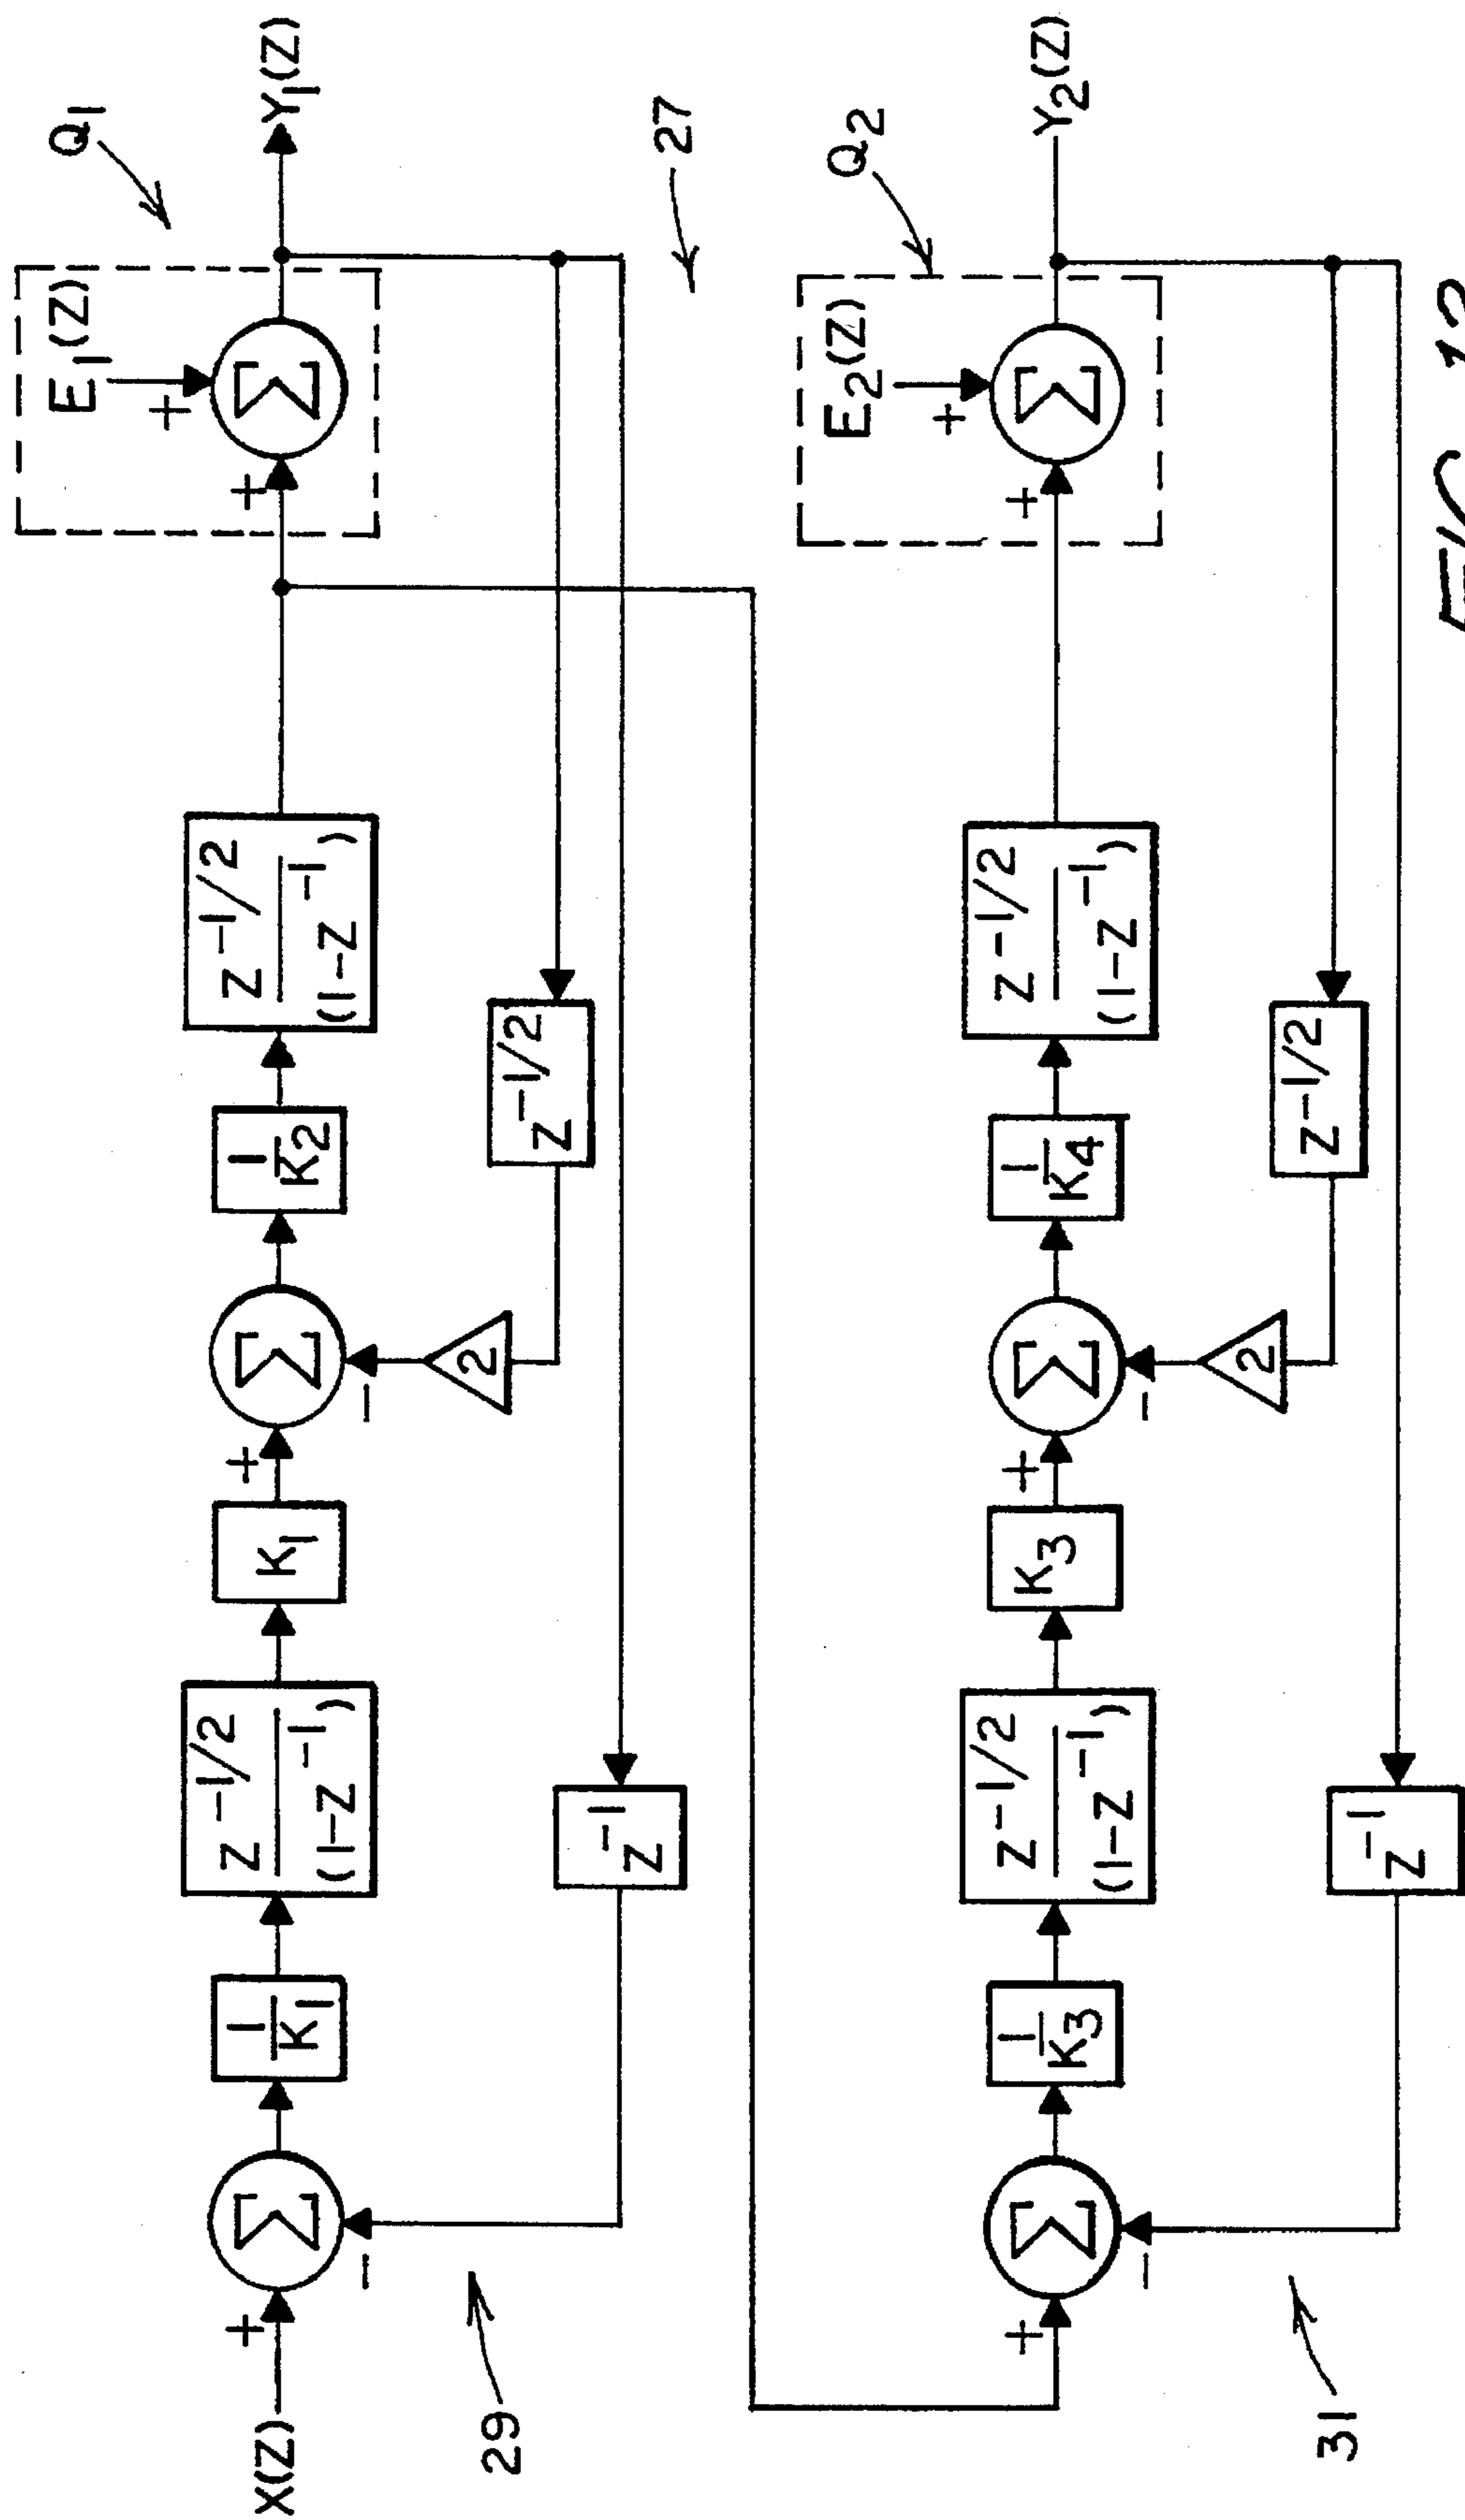 Q1
E1(Z)
+
X(Z)
+
Σ
1
K1
z−1/2
(1−z−1)
K1
+
Σ
1
K2
z−1/2
(1−z−1)
+
Σ
Y1(Z)
−
−
2
z−1/2
z−1
29
27
Q2
E2(Z)
+
+
Σ
1
K3
z−1/2
(1−z−1)
K3
+
Σ
1
K4
z−1/2
(1−z−1)
+
Σ
Y2(Z)
−
−
2
z−1/2
z−1
31